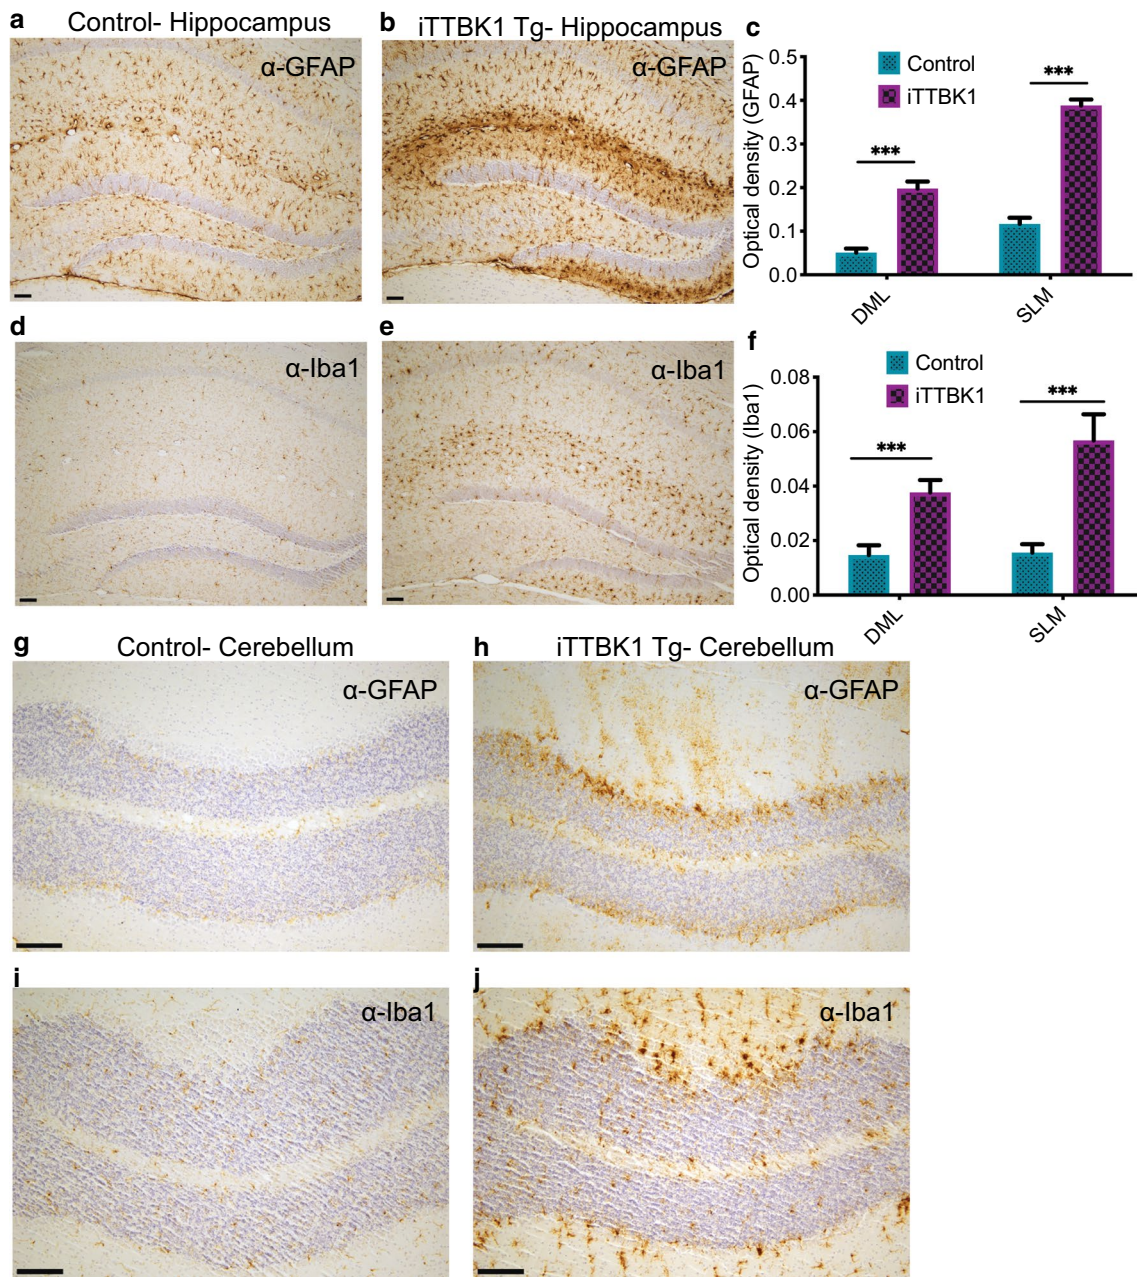 a Control- Hippocampus
α-GFAP
b iTTBK1 Tg- Hippocampus
α-GFAP
c
Optical density (GFAP)
0.5
0.4
0.3
0.2
0.1
0.0
Control
iTTBK1
***
***
DML
SLM
d
α-Iba1
e
α-Iba1
f
Optical density (Iba1)
0.08
0.06
0.04
0.02
0.00
Control
iTTBK1
***
***
DML
SLM
g Control- Cerebellum
α-GFAP
h iTTBK1 Tg- Cerebellum
α-GFAP
i
α-Iba1
j
α-Iba1